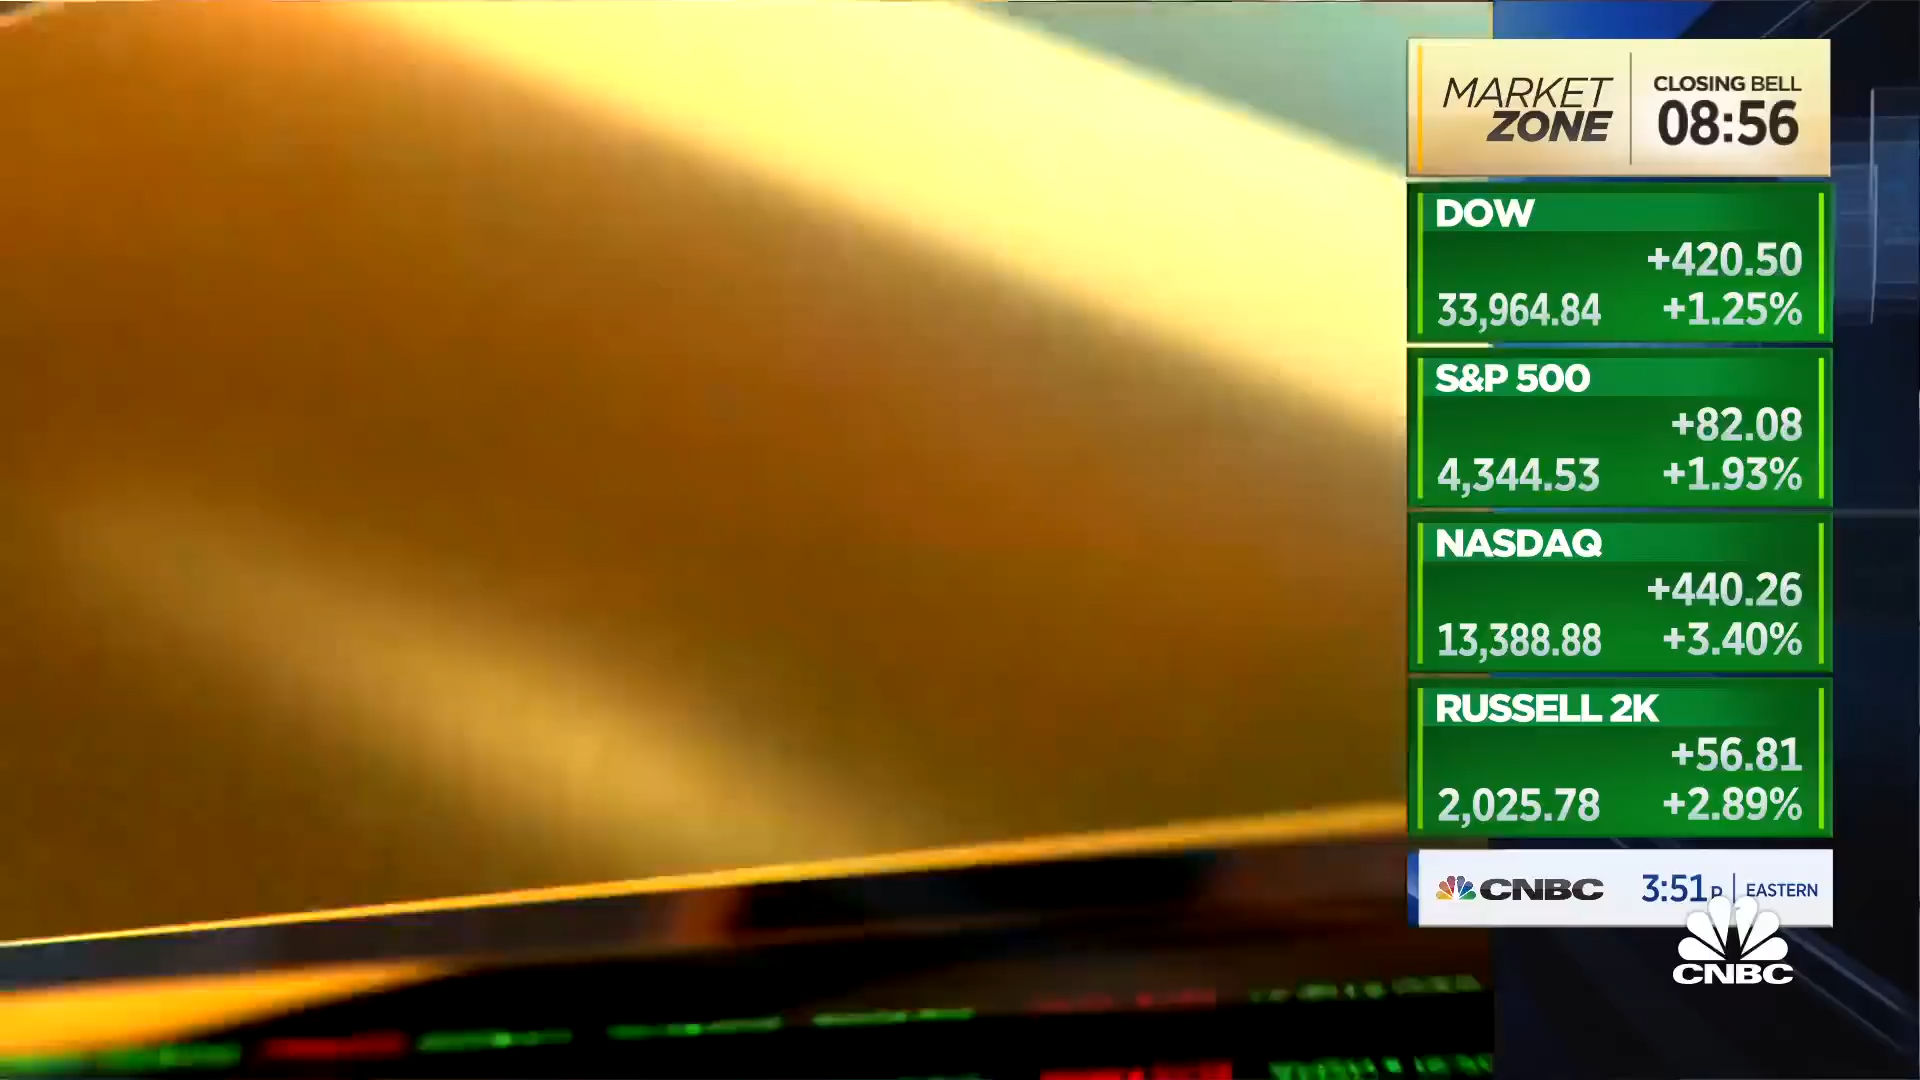 MARKET
ZONE
CLOSING BELL
08:56
DOW
+420.50
33,964.84 +1.25%
S&P 500
+82.08
4,344.53 +1.93%
NASDAQ
+440.26
13,388.88 +3.40%
RUSSELL 2K
+56.81
2,025.78 +2.89%
CNBC 3:51P EASTERN
CNBC